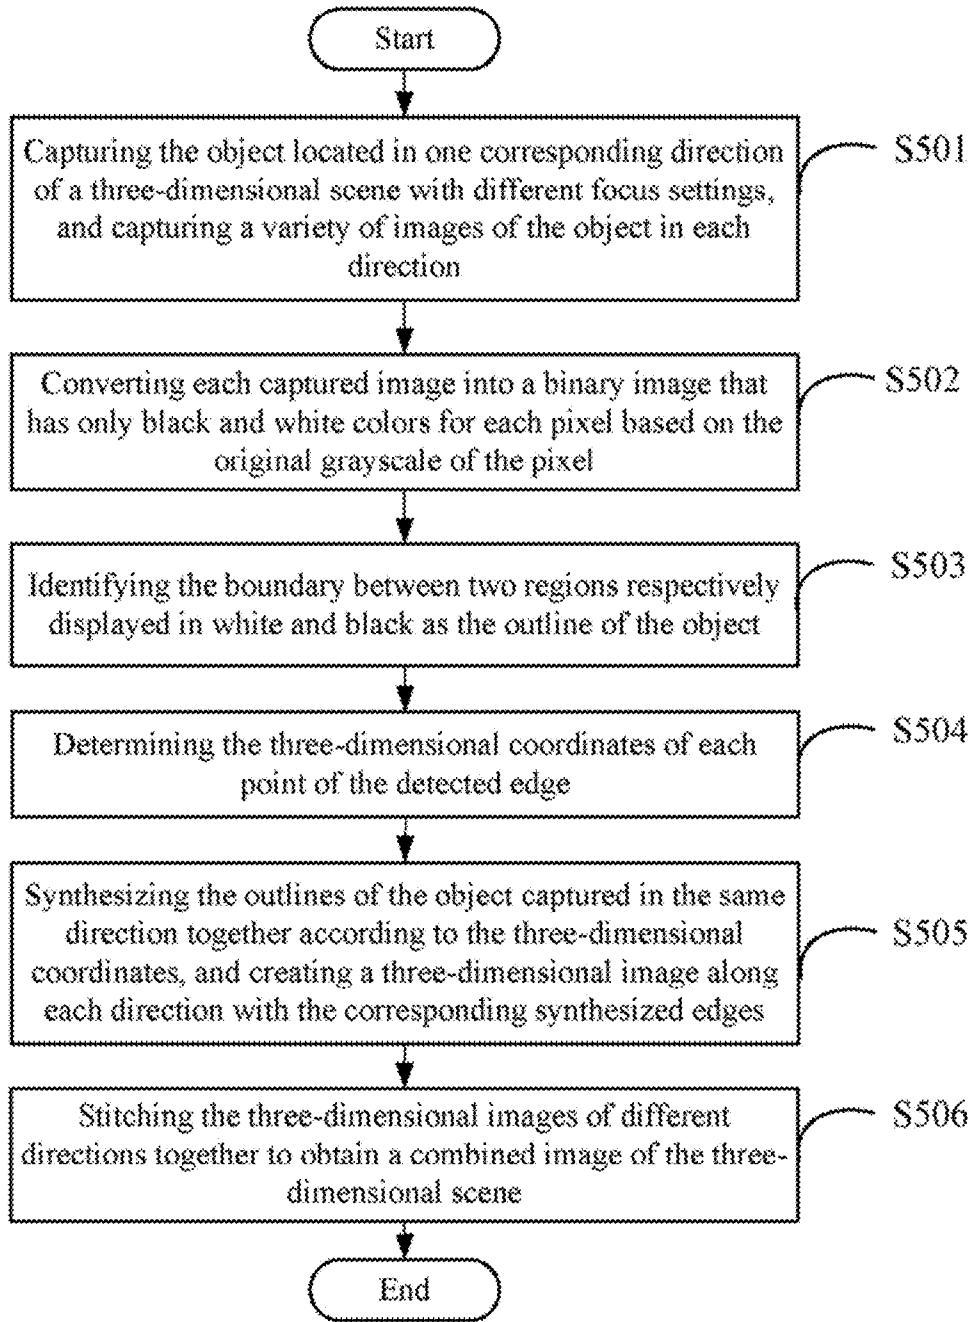 Start
Capturing the object located in one corresponding direction
of a three-dimensional scene with different focus settings,
and capturing a variety of images of the object in each
direction
S501
Converting each captured image into a binary image that
has only black and white colors for each pixel based on the
original grayscale of the pixel
S502
Identifying the boundary between two regions respectively
displayed in white and black as the outline of the object
S503
Determining the three-dimensional coordinates of each
point of the detected edge
S504
Synthesizing the outlines of the object captured in the same
direction together according to the three-dimensional
coordinates, and creating a three-dimensional image along
each direction with the corresponding synthesized edges
S505
Stitching the three-dimensional images of different
directions together to obtain a combined image of the three-
dimensional scene
S506
End